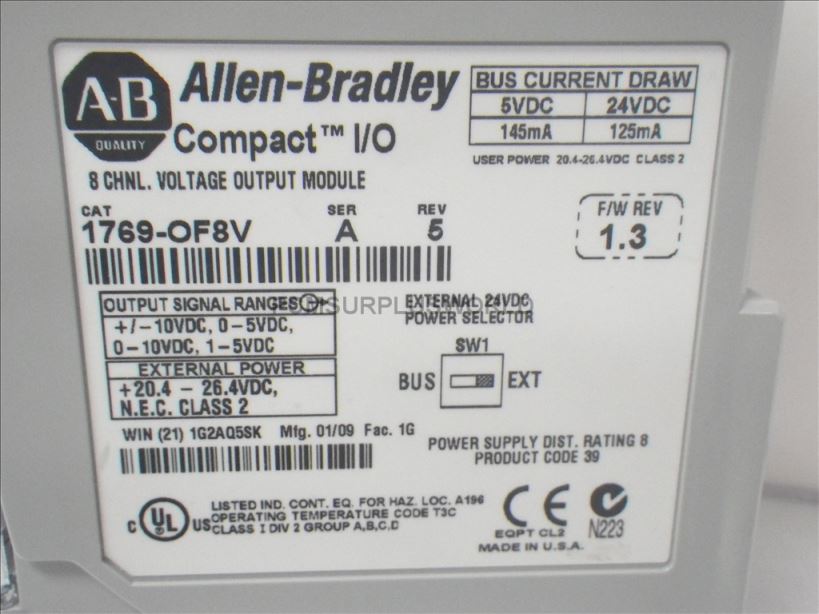 A-B
QUALITY
Allen-Bradley
Compact™ I/O
8 CHNL. VOLTAGE OUTPUT MODULE
BUS CURRENT DRAW
5VDC 24VDC
145mA 125mA
USER POWER 20.4-26.4VDC CLASS 2
CAT SER REV
1769-OF8V A 5
F/W REV
1.3
OUTPUT SIGNAL RANGES
+/-10VDC, 0-5VDC,
0-10VDC, 1-5VDC
EXTERNAL POWER
+20.4 - 26.4VDC,
N.E.C. CLASS 2
EXTERNAL 24VDC
POWER SELECTOR
SW1
BUS EXT
WIN (21) 1G2AQ5SK Mfg. 01/09 Fac. 1G
POWER SUPPLY DIST. RATING 8
PRODUCT CODE 39
C UL US
LISTED IND. CONT. EQ. FOR HAZ. LOC. A196
OPERATING TEMPERATURE CODE T3C
CLASS I DIV 2 GROUP A,B,C,D
CE
EQPT CL2
MADE IN U.S.A.
N223